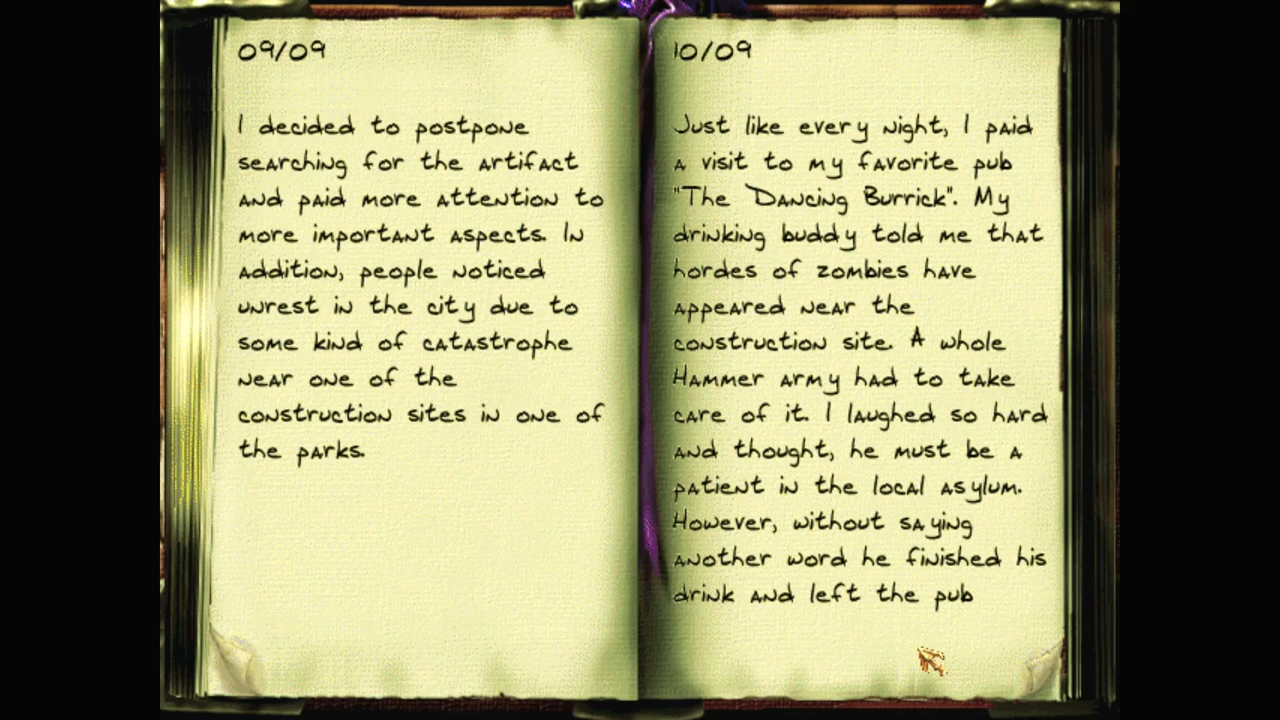 09/09
I decided to postpone
searching for the artifact
and paid more attention to
more important aspects. In
addition, people noticed
unrest in the city due to
some kind of catastrophe
near one of the
construction sites in one of
the parks.
10/09
Just like every night, I paid
a visit to my favorite pub
"The Dancing Burrick". My
drinking buddy told me that
hordes of zombies have
appeared near the
construction site. A whole
Hammer army had to take
care of it. I laughed so hard
and thought, he must be a
patient in the local asylum.
However, without saying
another word he finished his
drink and left the pub